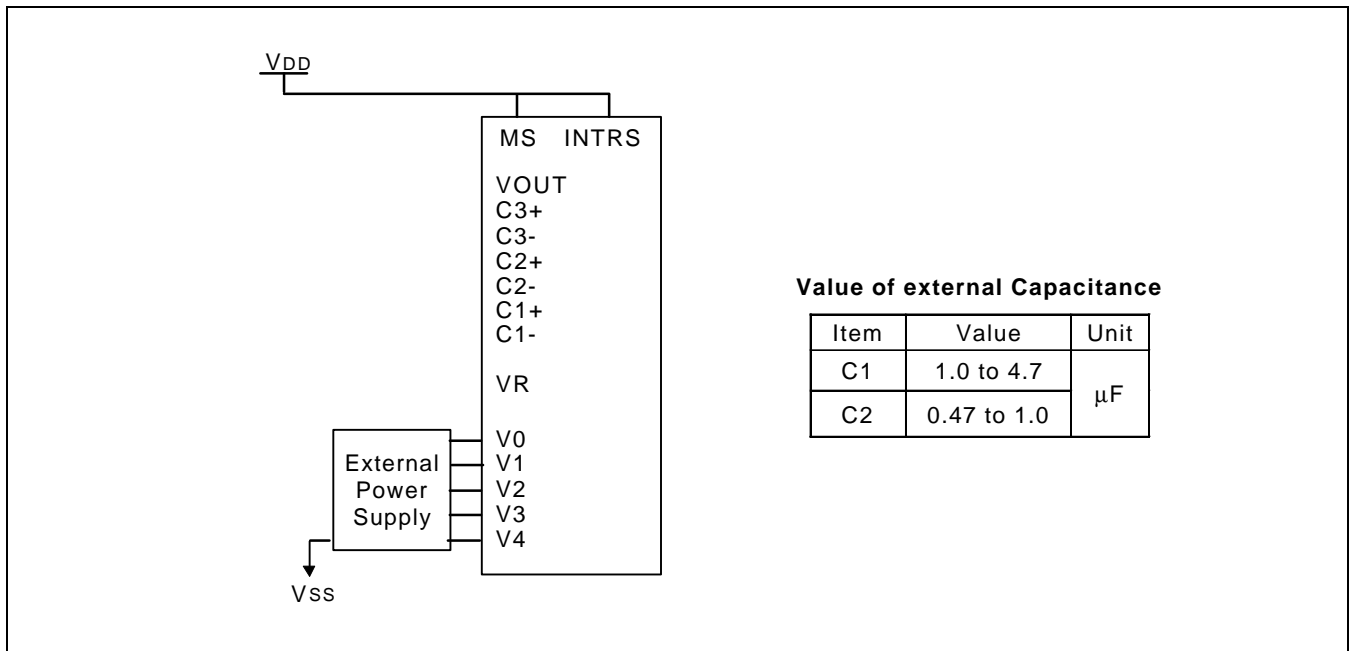 VDD
MS INTRS
VOUT
C3+
C3-
C2+
C2-
C1+
C1-
VR
V0
V1
V2
V3
V4
External
Power
Supply
VSS
Value of external Capacitance
Item Value Unit
C1 1.0 to 4.7 μF
C2 0.47 to 1.0